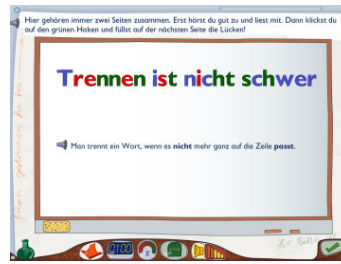 Hier gehören immer zwei Seiten zusammen. Erst hörst du gut zu und liest mit. Dann klickst du
auf den grünen Haken und füllst auf der nächsten Seite die Lücken!
Trennen ist nicht schwer
Man trennt ein Wort, wenn es nicht mehr ganz auf die Zeile passt.
0100